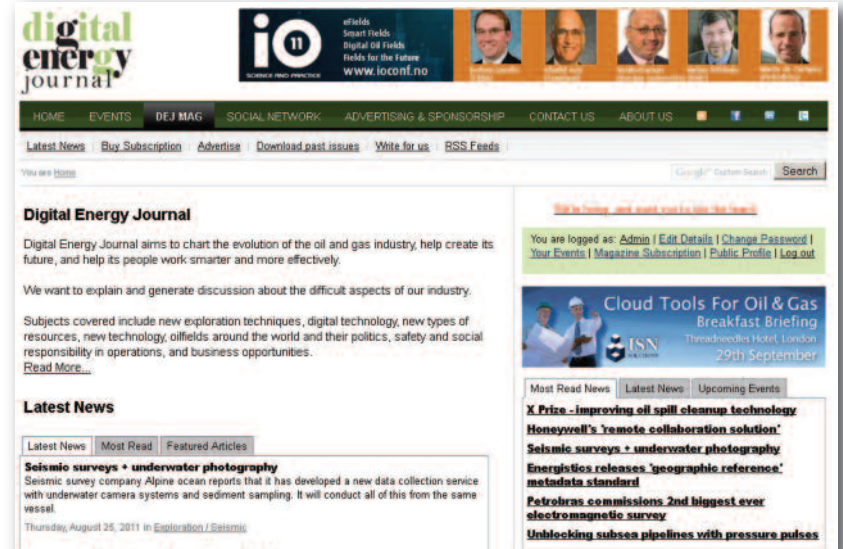 digital
energy
journal
io 11
SCIENCE AND PRACTICE
eFields
Smart Fields
Digital Oil Fields
Fields for the Future
www.ioconf.no
HOME EVENTS DEJ MAG SOCIAL NETWORK ADVERTISING & SPONSORSHIP CONTACT US ABOUT US
Latest News Buy Subscription Advertise Download past issues Write for us RSS Feeds
You are Home
Google Custom Search Search
Digital Energy Journal
Digital Energy Journal aims to chart the evolution of the oil and gas industry, help create its
future, and help its people work smarter and more effectively.
We want to explain and generate discussion about the difficult aspects of our industry.
Subjects covered include new exploration techniques, digital technology, new types of
resources, new technology, oilfields around the world and their politics, safety and social
responsibility in operations, and business opportunities.
Read More...
Latest News
Latest News Most Read Featured Articles
Seismic surveys + underwater photography
Seismic survey company Alpine ocean reports that it has developed a new data collection service
with underwater camera systems and sediment sampling. It will conduct all of this from the same
vessel.
Thursday, August 25, 2011 in Exploration / Seismic
You are logged as: Admin | Edit Details | Change Password |
Your Events | Magazine Subscription | Public Profile | Log out
Cloud Tools For Oil & Gas
Breakfast Briefing
Threadneedles Hotel, London
29th September
ISN
SOLUTIONS
Most Read News Latest News Upcoming Events
X Prize - improving oil spill cleanup technology
Honeywell's 'remote collaboration solution'
Seismic surveys + underwater photography
Energistics releases 'geographic reference'
metadata standard
Petrobras commissions 2nd biggest ever
electromagnetic survey
Unblocking subsea pipelines with pressure pulses